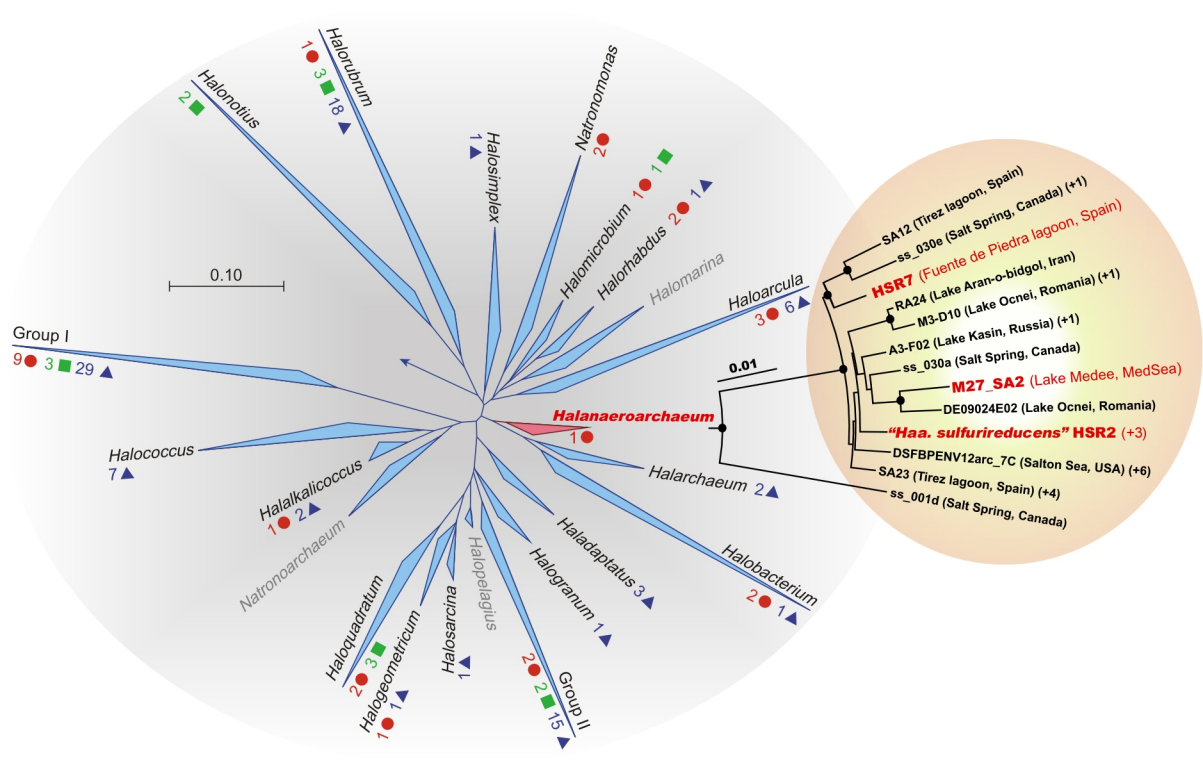 Halonotius
2
Halorubrum
1
3
18
Halosimplex
1
Natronomonas
2
Halomicrobium
1
1
Halorhabdus
2
1
Halomarina
Haloarcula
3
6
0.10
Group I
9
3
29
Halococcus
7
Halalkalicoccus
1
2
Natronoarchaeum
Haloquadratum
2
3
Halogeometricum
1
1
Halosarcina
1
Halopelagius
Group II
2
2
15
Halogranum
1
Haladaptatus
3
Halobacterium
2
1
Halarchaeum
2
Halanaeroarchaeum
1
0.01
SA12 (Tirez lagoon, Spain)
ss_030e (Salt Spring, Canada) (+1)
HSR7 (Fuente de Piedra lagoon, Spain)
RA24 (Lake Aran-o-bidgol, Iran)
M3-D10 (Lake Ocnei, Romania) (+1)
A3-F02 (Lake Kasin, Russia) (+1)
ss_030a (Salt Spring, Canada)
M27_SA2 (Lake Medee, MedSea)
DE09024E02 (Lake Ocnei, Romania)
“Haa. sulfurireducens” HSR2 (+3)
DSFBPENV12arc_7C (Salton Sea, USA) (+6)
SA23 (Tirez lagoon, Spain) (+4)
ss_001d (Salt Spring, Canada)